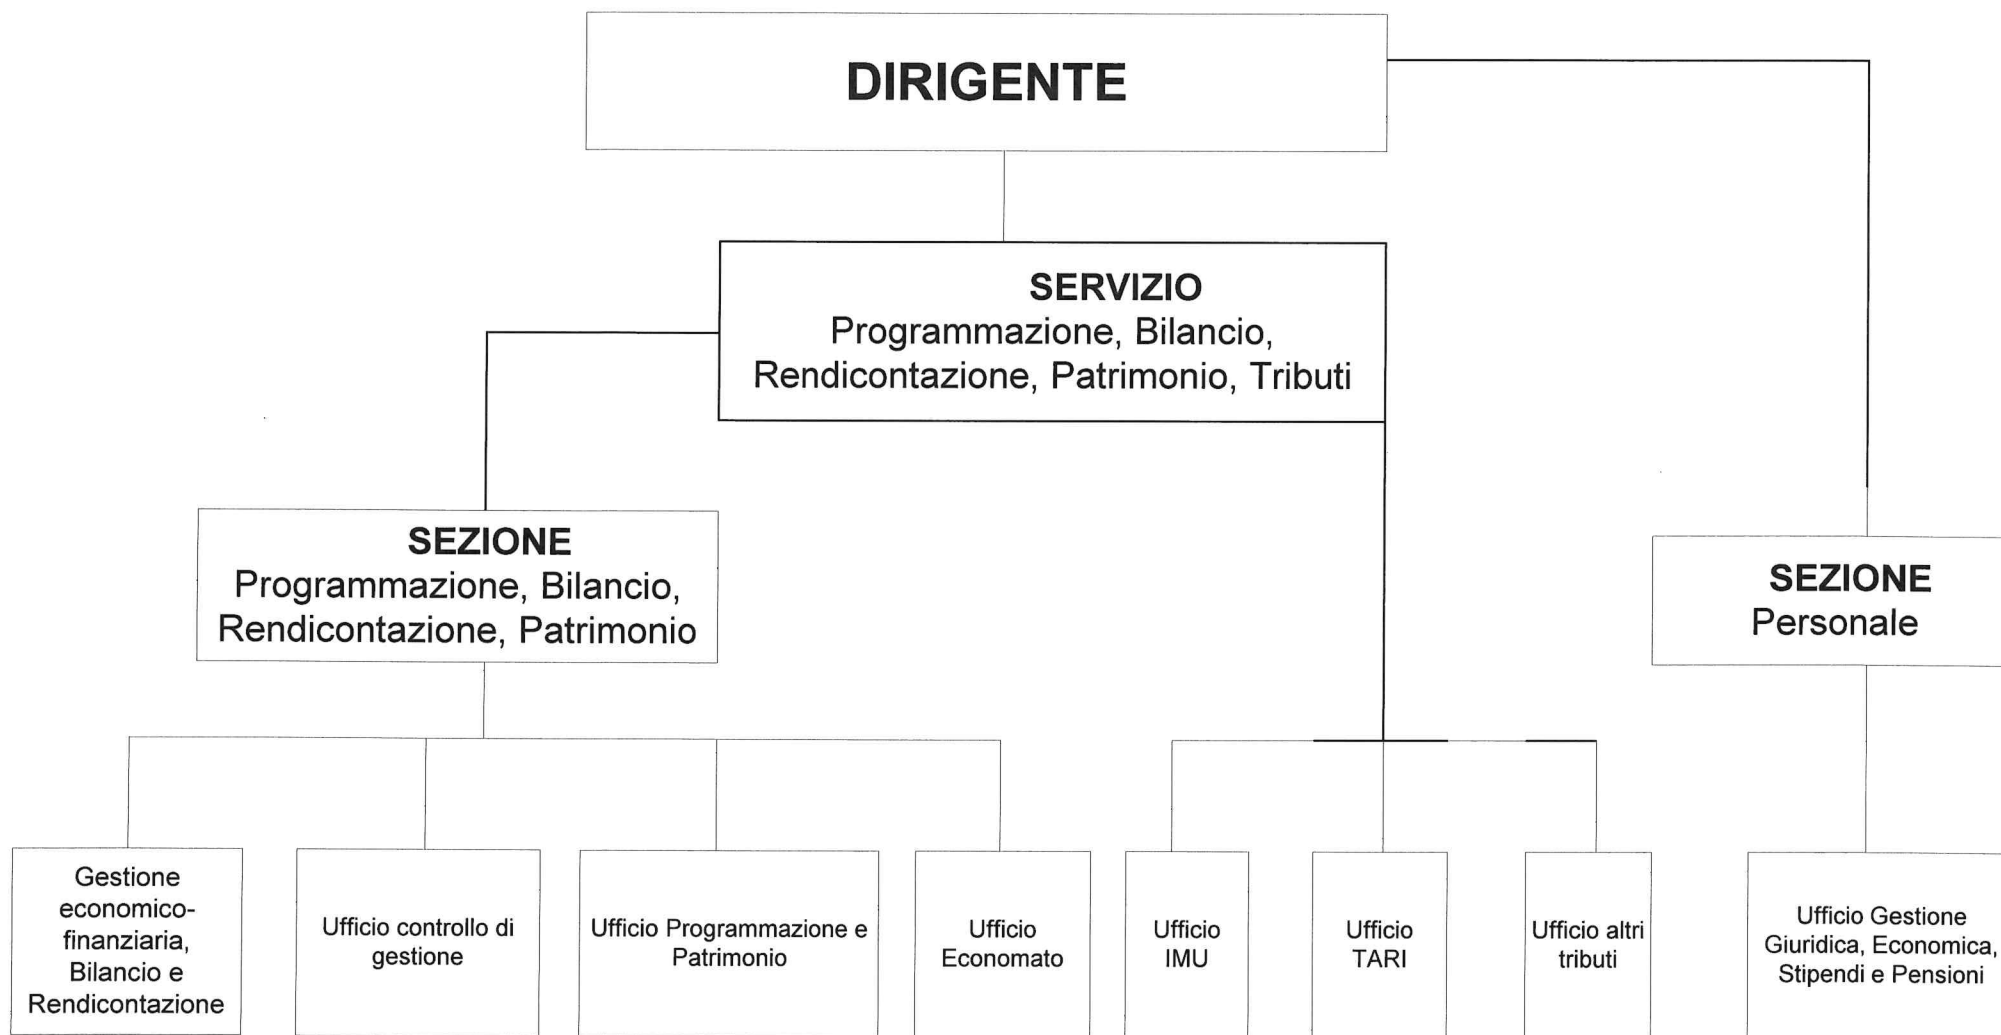 DIRIGENTE
SERVIZIO
Programmazione, Bilancio,
Rendicontazione, Patrimonio, Tributi
SEZIONE
Programmazione, Bilancio,
Rendicontazione, Patrimonio
SEZIONE
Personale
Gestione
economico-
finanziaria,
Bilancio e
Rendicontazione
Ufficio controllo di
gestione
Ufficio Programmazione e
Patrimonio
Ufficio
Economato
Ufficio
IMU
Ufficio
TARI
Ufficio altri
tributi
Ufficio Gestione
Giuridica, Economica,
Stipendi e Pensioni